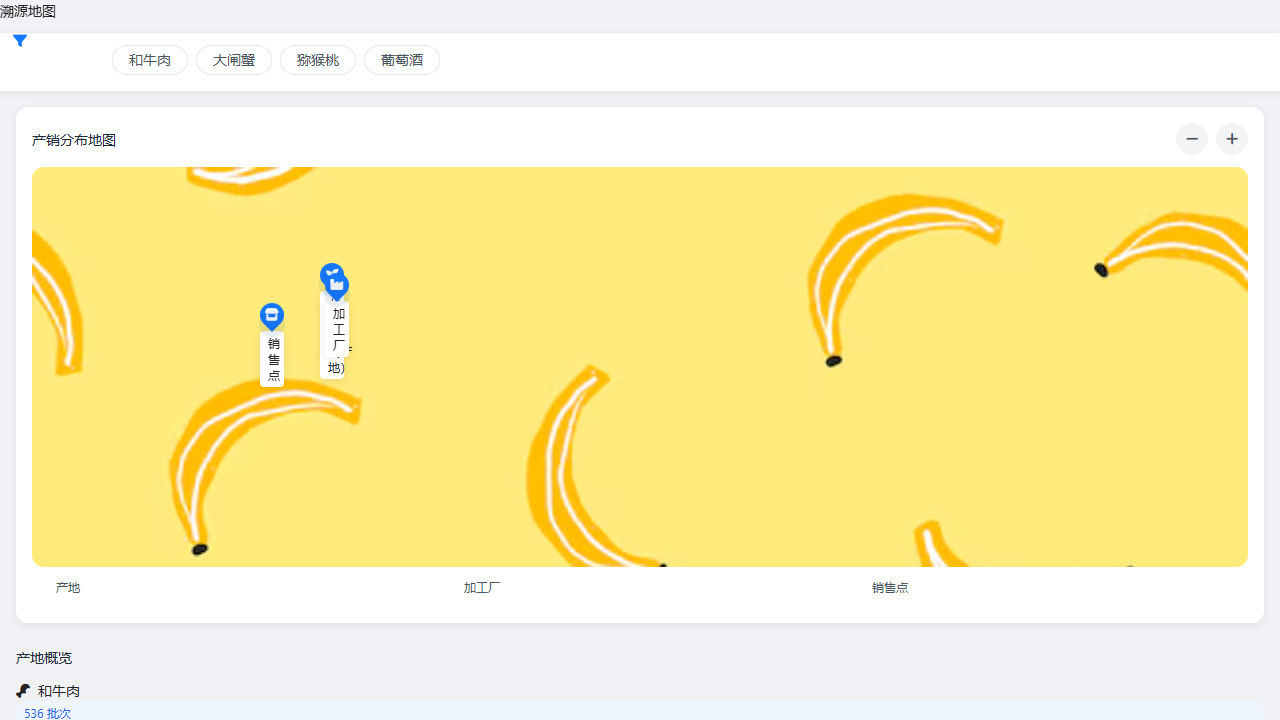 溯源地图
和牛肉 大闸蟹 猕猴桃 葡萄酒
产销分布地图
加
工
厂
地)
销
售
点
产地 加工厂 销售点
产地概览
和牛肉
536 批次